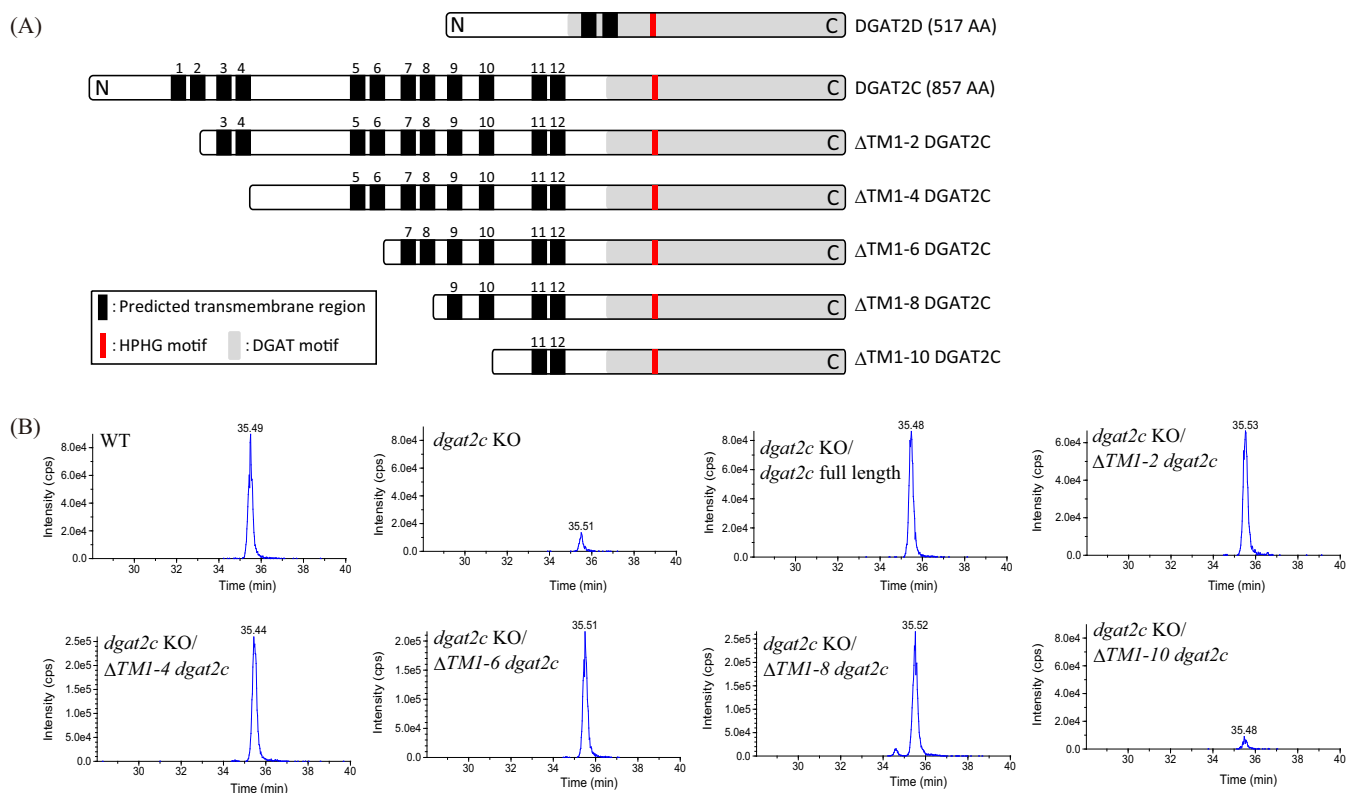 (A)
N
C
DGAT2D (517 AA)
1 2 3 4 5 6 7 8 9 10 11 12
N
C
DGAT2C (857 AA)
3 4 5 6 7 8 9 10 11 12
C
ΔTM1-2 DGAT2C
5 6 7 8 9 10 11 12
C
ΔTM1-4 DGAT2C
7 8 9 10 11 12
C
ΔTM1-6 DGAT2C
9 10 11 12
C
ΔTM1-8 DGAT2C
11 12
C
ΔTM1-10 DGAT2C
: Predicted transmembrane region
: HPHG motif
: DGAT motif
(B)
WT
35.49
Intensity (cps)
8.0e4
6.0e4
4.0e4
2.0e4
0.0
30 32 34 36 38 40
Time (min)
dgat2c KO
35.51
Intensity (cps)
8.0e4
6.0e4
4.0e4
2.0e4
0.0
30 32 34 36 38 40
Time (min)
dgat2c KO/
dgat2c full length
35.48
Intensity (cps)
8.0e4
6.0e4
4.0e4
2.0e4
0.0
30 32 34 36 38 40
Time (min)
dgat2c KO/
ΔTM1-2 dgat2c
35.53
Intensity (cps)
6.0e4
4.0e4
2.0e4
0.0
30 32 34 36 38 40
Time (min)
dgat2c KO/
ΔTM1-4 dgat2c
35.44
Intensity (cps)
2.5e5
2.0e5
1.5e5
1.0e5
5.0e4
0.0
30 32 34 36 38 40
Time (min)
dgat2c KO/
ΔTM1-6 dgat2c
35.51
Intensity (cps)
2.0e5
1.5e5
1.0e5
5.0e4
0.0
30 32 34 36 38 40
Time (min)
dgat2c KO/
ΔTM1-8 dgat2c
35.52
Intensity (cps)
2.5e5
2.0e5
1.5e5
1.0e5
5.0e4
0.0
30 32 34 36 38 40
Time (min)
dgat2c KO/
ΔTM1-10 dgat2c
35.48
Intensity (cps)
8.0e4
6.0e4
4.0e4
2.0e4
0.0
30 32 34 36 38 40
Time (min)